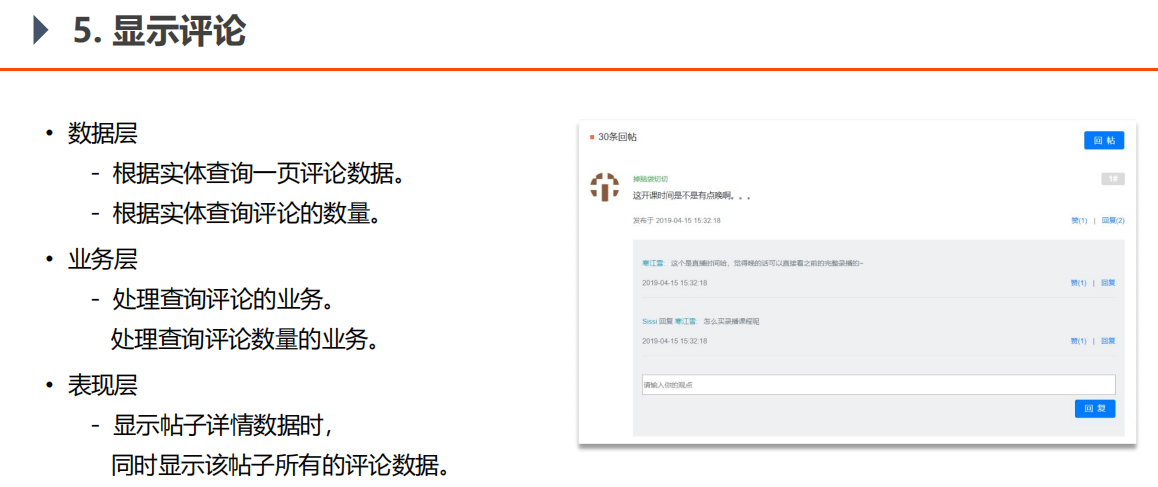 5. 显示评论
• 数据层
- 根据实体查询一页评论数据。
- 根据实体查询评论的数量。
• 业务层
- 处理查询评论的业务。
处理查询评论数量的业务。
• 表现层
- 显示帖子详情数据时，
同时显示该帖子所有的评论数据。
30条回帖
回 帖
掉脑袋切切
1#
这开课时间是不是有点晚啊。。。
发布于 2019-04-15 15:32:18
赞(1) | 回复(2)
寒江雪: 这个是直播时间哈，觉得晚的话可以直接看之前的完整录播的~
2019-04-15 15:32:18
赞(1) | 回复
Sissi 回复 寒江雪: 怎么买录播课程呢
2019-04-15 15:32:18
赞(1) | 回复
请输入你的观点
回 复